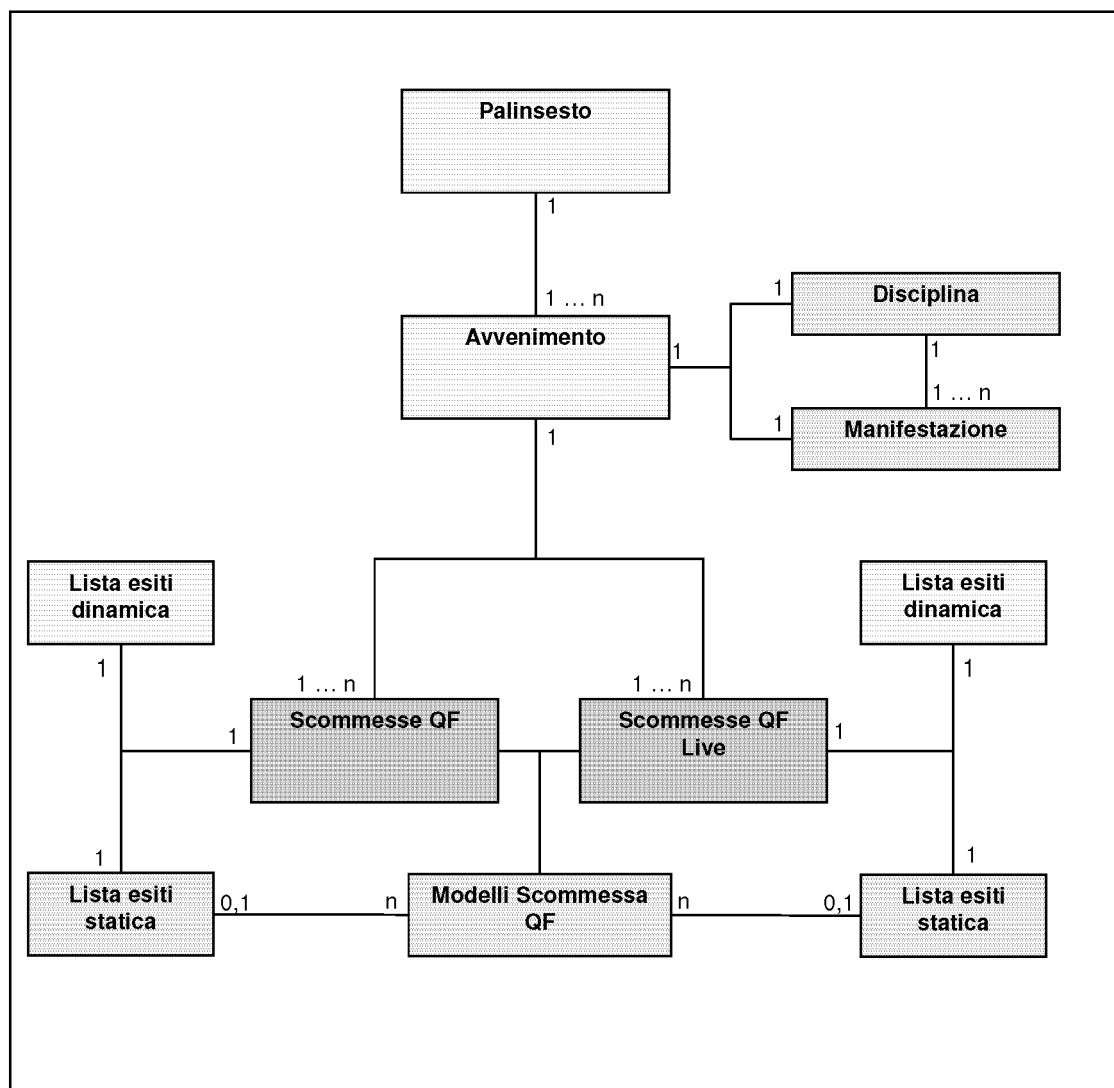 Palinsesto
1
1 … n
Avvenimento
1
1
Disciplina
1
1 … n
1
Manifestazione
1
Lista esiti
dinamica
1
Lista esiti
dinamica
1
1 … n
1 … n
1
Scommesse QF
Scommesse QF
Live
1
1
1
Lista esiti
statica
0,1
n
Modelli Scommessa
QF
n
0,1
Lista esiti
statica